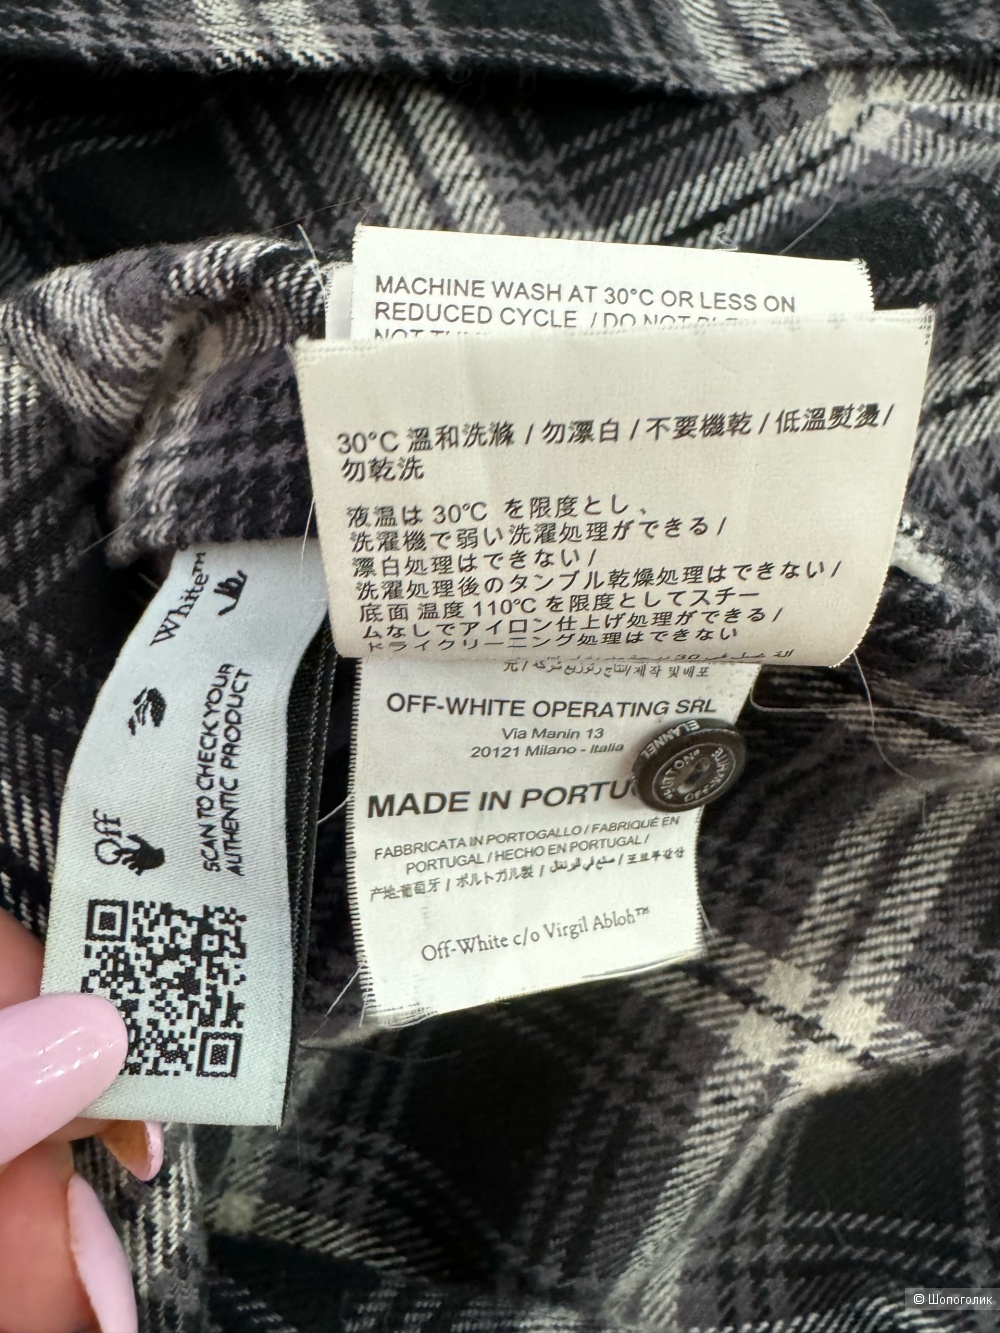 MACHINE WASH AT 30°C OR LESS ON
REDUCED CYCLE / DO NOT
30°C 溫和洗滌 / 勿漂白 / 不要機乾 / 低溫熨燙 /
勿乾洗
液温は 30℃ を限度とし、
洗濯機で弱い洗濯処理ができる /
漂白処理はできない /
洗濯処理後のタンブル乾燥処理はできない /
底面 温度 110℃ を限度としてスチー
ムなしでアイロン仕上げ処理ができる /
ドライクリーニング処理はできない
제작 및 배포
OFF-WHITE OPERATING SRL
Via Manin 13
20121 Milano - Italia
MADE IN PORTU
FABBRICATA IN PORTOGALLO / FABRIQUÉ EN
PORTUGAL / HECHO EN PORTUGAL /
产地:葡萄牙 / ポルトガル製 /
Off-White c/o Virgil Abloh™
Off White™
SCAN TO CHECK YOUR
AUTHENTIC PRODUCT
FLANNEL
BUTTON
© Шопоголик